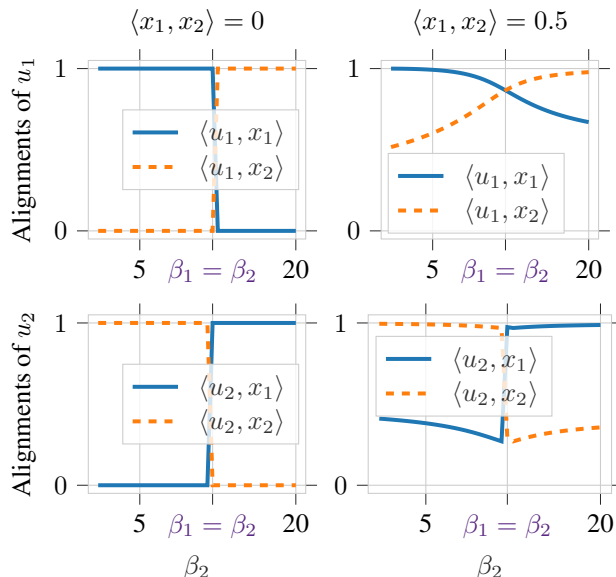 ⟨x₁, x₂⟩ = 0
⟨x₁, x₂⟩ = 0.5
Alignments of u₁
1
0
⟨u₁, x₁⟩
⟨u₁, x₂⟩
5
β₁ = β₂
20
1
0
⟨u₁, x₁⟩
⟨u₁, x₂⟩
5
β₁ = β₂
20
Alignments of u₂
1
0
⟨u₂, x₁⟩
⟨u₂, x₂⟩
5
β₁ = β₂
20
β₂
1
0
⟨u₂, x₁⟩
⟨u₂, x₂⟩
5
β₁ = β₂
20
β₂